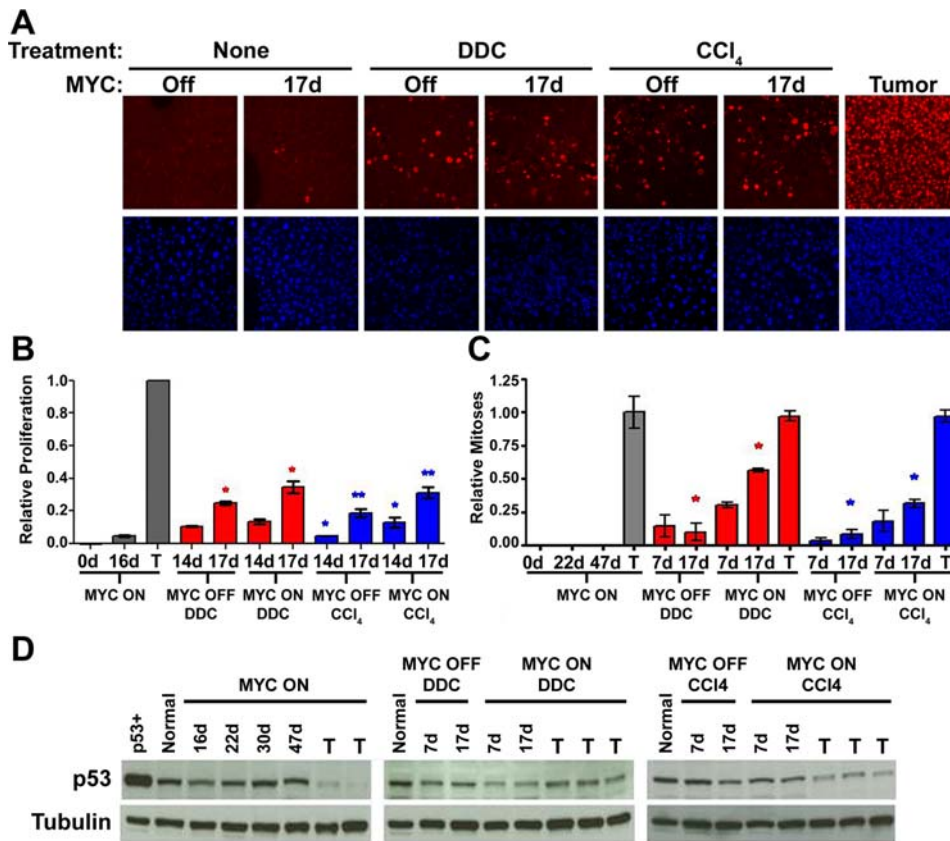 A
Treatment: None DDC CCl4
MYC: Off 17d Off 17d Off 17d Tumor
B
Relative Proliferation
1.0
0.8
0.6
0.4
0.2
0.0
* * * ** * **
0d 16d T 14d 17d 14d 17d 14d 17d 14d 17d
MYC ON MYC OFF DDC MYC ON DDC MYC OFF CCl4 MYC ON CCl4
C
Relative Mitoses
1.25
1.00
0.75
0.50
0.25
0.00
* * * *
0d 22d 47d T 7d 17d 7d 17d T 7d 17d 7d 17d T
MYC ON MYC OFF DDC MYC ON DDC MYC OFF CCl4 MYC ON CCl4
D
MYC ON
p53+ Normal 16d 22d 30d 47d T T
MYC OFF DDC MYC ON DDC
Normal 7d 17d 7d 17d T T T
MYC OFF CCl4 MYC ON CCl4
Normal 7d 17d 7d 17d T T T
p53
Tubulin